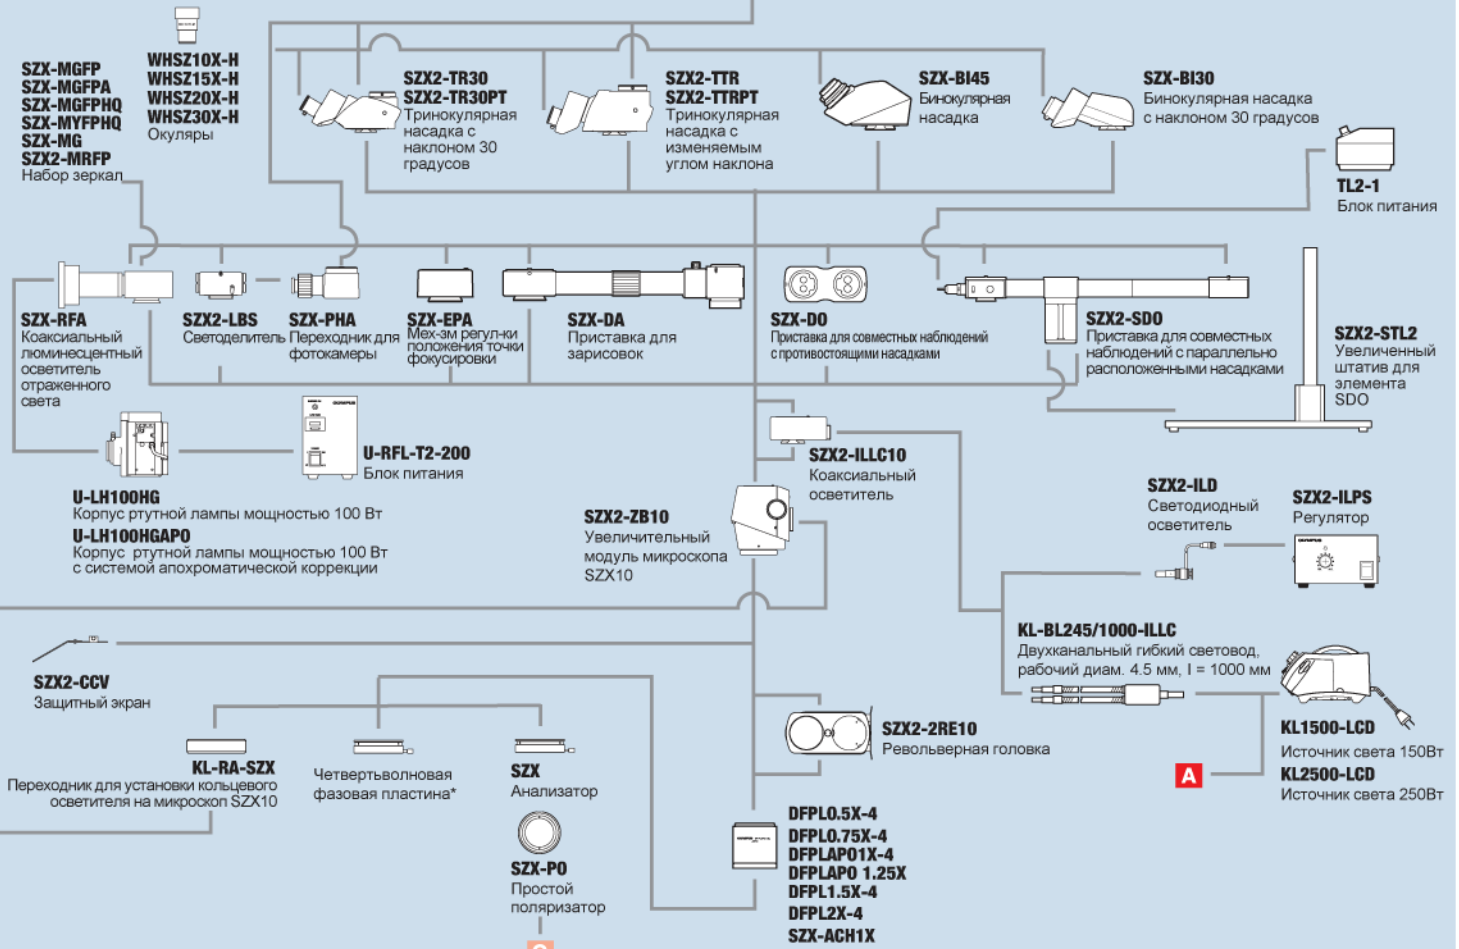 SZX-MGFP
SZX-MGFPA
SZX-MGFPHQ
SZX-MYFPHQ
SZX-MG
SZX2-MRFP
Набор зеркал
WHSZ10X-H
WHSZ15X-H
WHSZ20X-H
WHSZ30X-H
Окуляры
SZX2-TR30
SZX2-TR30PT
Тринокулярная
насадка с
наклоном 30
градусов
SZX2-TTR
SZX2-TTRPT
Тринокулярная
насадка с
изменяемым
углом наклона
SZX-BI45
Бинокулярная
насадка
SZX-BI30
Бинокулярная насадка
с наклоном 30 градусов
TL2-1
Блок питания
SZX-RFA
Коаксиальный
люминесцентный
осветитель
отраженного
света
SZX2-LBS
Светоделитель
SZX-PHA
Переходник для
фотокамеры
SZX-EPA
Мех-зм регул-ки
положения точки
фокусировки
SZX-DA
Приставка для
зарисовок
SZX-DO
Приставка для совместных наблюдений
с противостоящими насадками
SZX2-SDO
Приставка для совместных
наблюдений с параллельно
расположенными насадками
SZX2-STL2
Увеличенный
штатив для
элемента
SDO
U-RFL-T2-200
Блок питания
U-LH100HG
Корпус ртутной лампы мощностью 100 Вт
U-LH100HGAPO
Корпус ртутной лампы мощностью 100 Вт
с системой апохроматической коррекции
SZX2-ILLC10
Коаксиальный
осветитель
SZX2-ZB10
Увеличительный
модуль микроскопа
SZX10
SZX2-ILD
Светодиодный
осветитель
SZX2-ILPS
Регулятор
KL-BL245/1000-ILLC
Двухканальный гибкий световод,
рабочий диам. 4.5 мм, l = 1000 мм
SZX2-CCV
Защитный экран
KL-RA-SZX
Переходник для установки кольцевого
осветителя на микроскоп SZX10
Четвертьволновая
фазовая пластина*
SZX
Анализатор
SZX-PO
Простой
поляризатор
SZX2-2RE10
Револьверная головка
A
KL1500-LCD
Источник света 150Вт
KL2500-LCD
Источник света 250Вт
DFPL0.5X-4
DFPL0.75X-4
DFPLAPO1X-4
DFPLAPO 1.25X
DFPL1.5X-4
DFPL2X-4
SZX-ACH1X